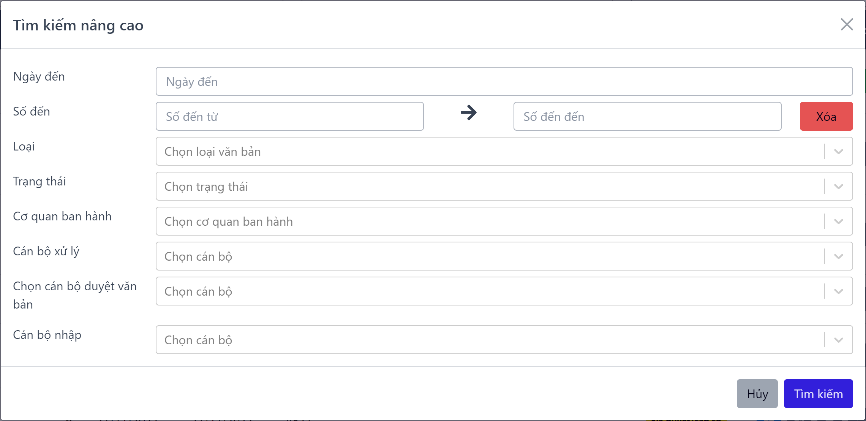 Tìm kiếm nâng cao
Ngày đến
Ngày đến
Số đến
Số đến từ
Số đến đến
Xóa
Loại
Chọn loại văn bản
Trạng thái
Chọn trạng thái
Cơ quan ban hành
Chọn cơ quan ban hành
Cán bộ xử lý
Chọn cán bộ
Chọn cán bộ duyệt văn
bản
Chọn cán bộ
Cán bộ nhập
Chọn cán bộ
Hủy
Tìm kiếm